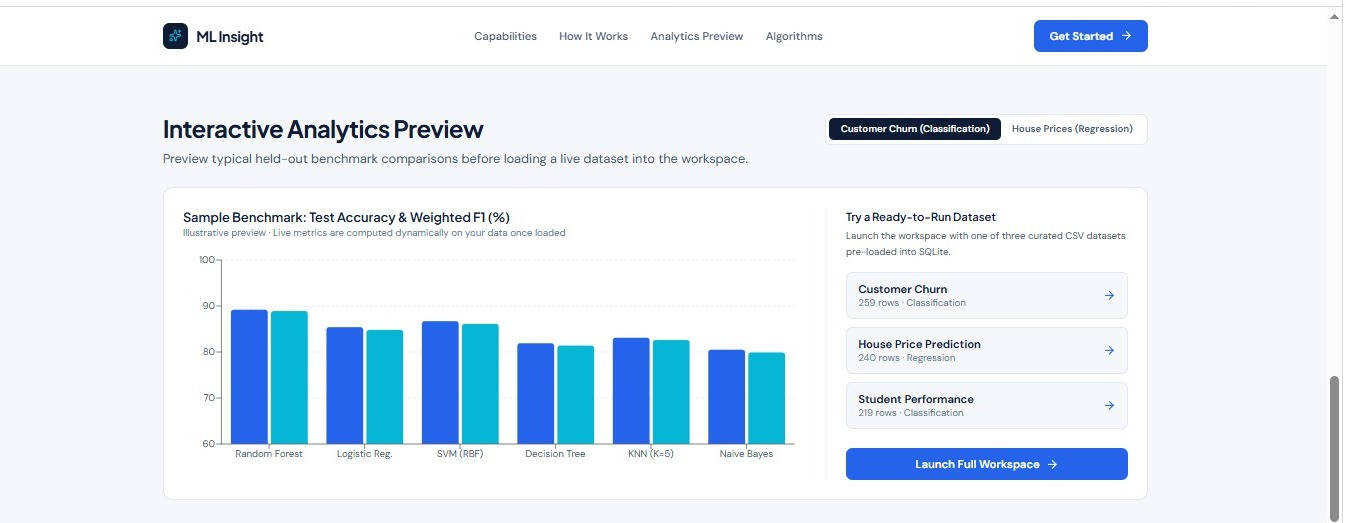 ML Insight
Capabilities
How It Works
Analytics Preview
Algorithms
Get Started →
Interactive Analytics Preview
Preview typical held-out benchmark comparisons before loading a live dataset into the workspace.
Customer Churn (Classification)
House Prices (Regression)
Sample Benchmark: Test Accuracy & Weighted F1 (%)
Illustrative preview · Live metrics are computed dynamically on your data once loaded
100
90
80
70
60
Random Forest
Logistic Reg.
SVM (RBF)
Decision Tree
KNN (K=5)
Naive Bayes
Try a Ready-to-Run Dataset
Launch the workspace with one of three curated CSV datasets
pre-loaded into SQLite.
Customer Churn
259 rows · Classification
→
House Price Prediction
240 rows · Regression
→
Student Performance
219 rows · Classification
→
Launch Full Workspace →